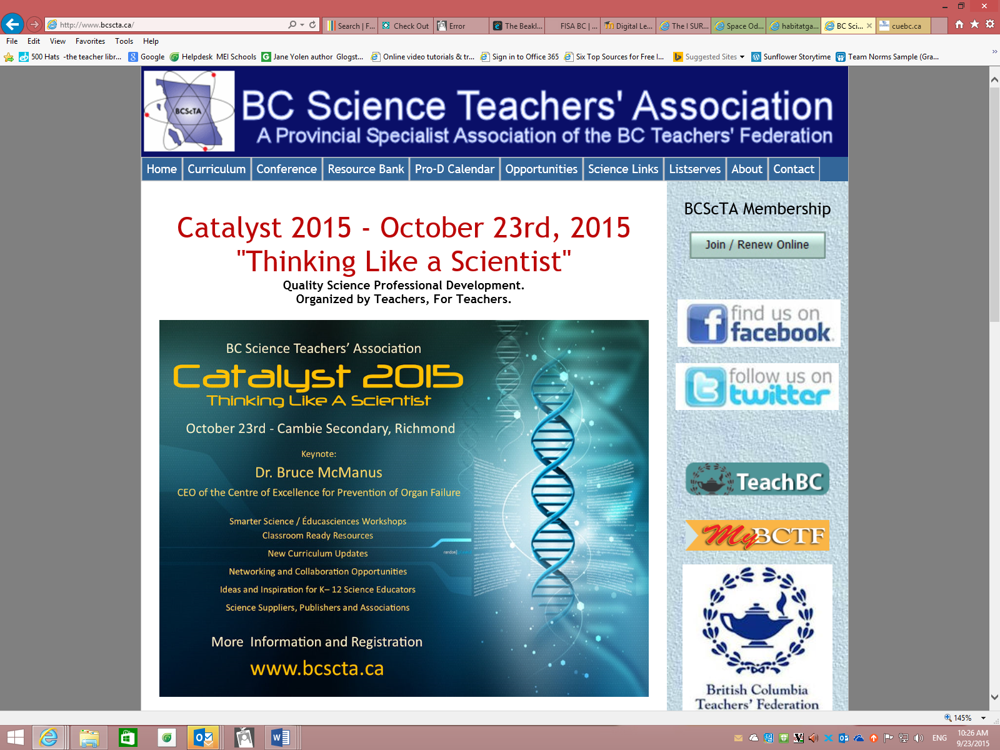 http://www.bcscta.ca/
Search | F...
Check Out
Error
The Beakl...
FISA BC | ...
Digital Le...
The I SUR...
Space Od...
habitatga...
BC Sci...
cuebc.ca
File Edit View Favorites Tools Help
500 Hats -the teacher libr...
Google
Helpdesk MEI Schools
Jane Yolen author Glogst...
Online video tutorials & tr...
Sign in to Office 365
Six Top Sources for Free I...
Suggested Sites
Sunflower Storytime
Team Norms Sample (Gra...
BCScTA
BC Science Teachers' Association
A Provincial Specialist Association of the BC Teachers' Federation
Home Curriculum Conference Resource Bank Pro-D Calendar Opportunities Science Links Listserves About Contact
Catalyst 2015 - October 23rd, 2015
"Thinking Like a Scientist"
Quality Science Professional Development.
Organized by Teachers, For Teachers.
BC Science Teachers' Association
Catalyst 2015
Thinking Like A Scientist
October 23rd - Cambie Secondary, Richmond
Keynote:
Dr. Bruce McManus
CEO of the Centre of Excellence for Prevention of Organ Failure
Smarter Science / Éducasciences Workshops
Classroom Ready Resources
New Curriculum Updates
Networking and Collaboration Opportunities
Ideas and Inspiration for K– 12 Science Educators
Science Suppliers, Publishers and Associations
More Information and Registration
www.bcscta.ca
BCScTA Membership
Join / Renew Online
find us on
facebook.
follow us on
twitter
TeachBC
MyBCTF
British Columbia
Teachers' Federation
145%
ENG
10:26 AM
9/23/2015